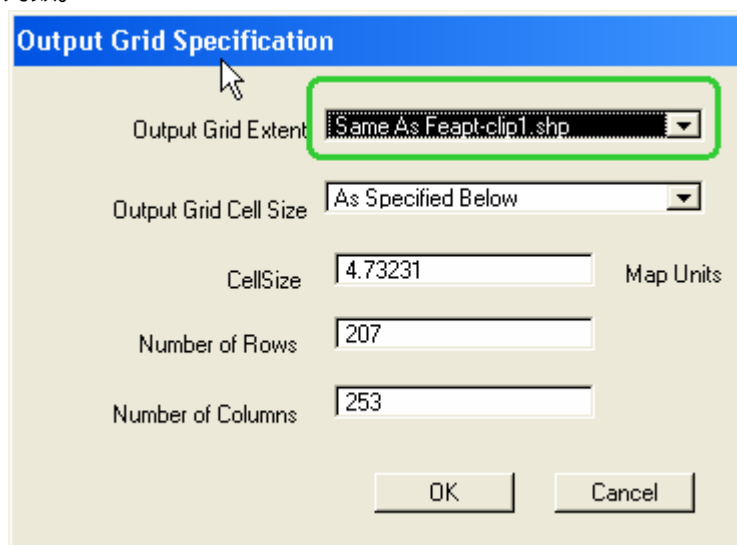 Output Grid Specification
Output Grid Extent Same As Feapt-clip1.shp
Output Grid Cell Size As Specified Below
CellSize 4.73231 Map Units
Number of Rows 207
Number of Columns 253
OK Cancel